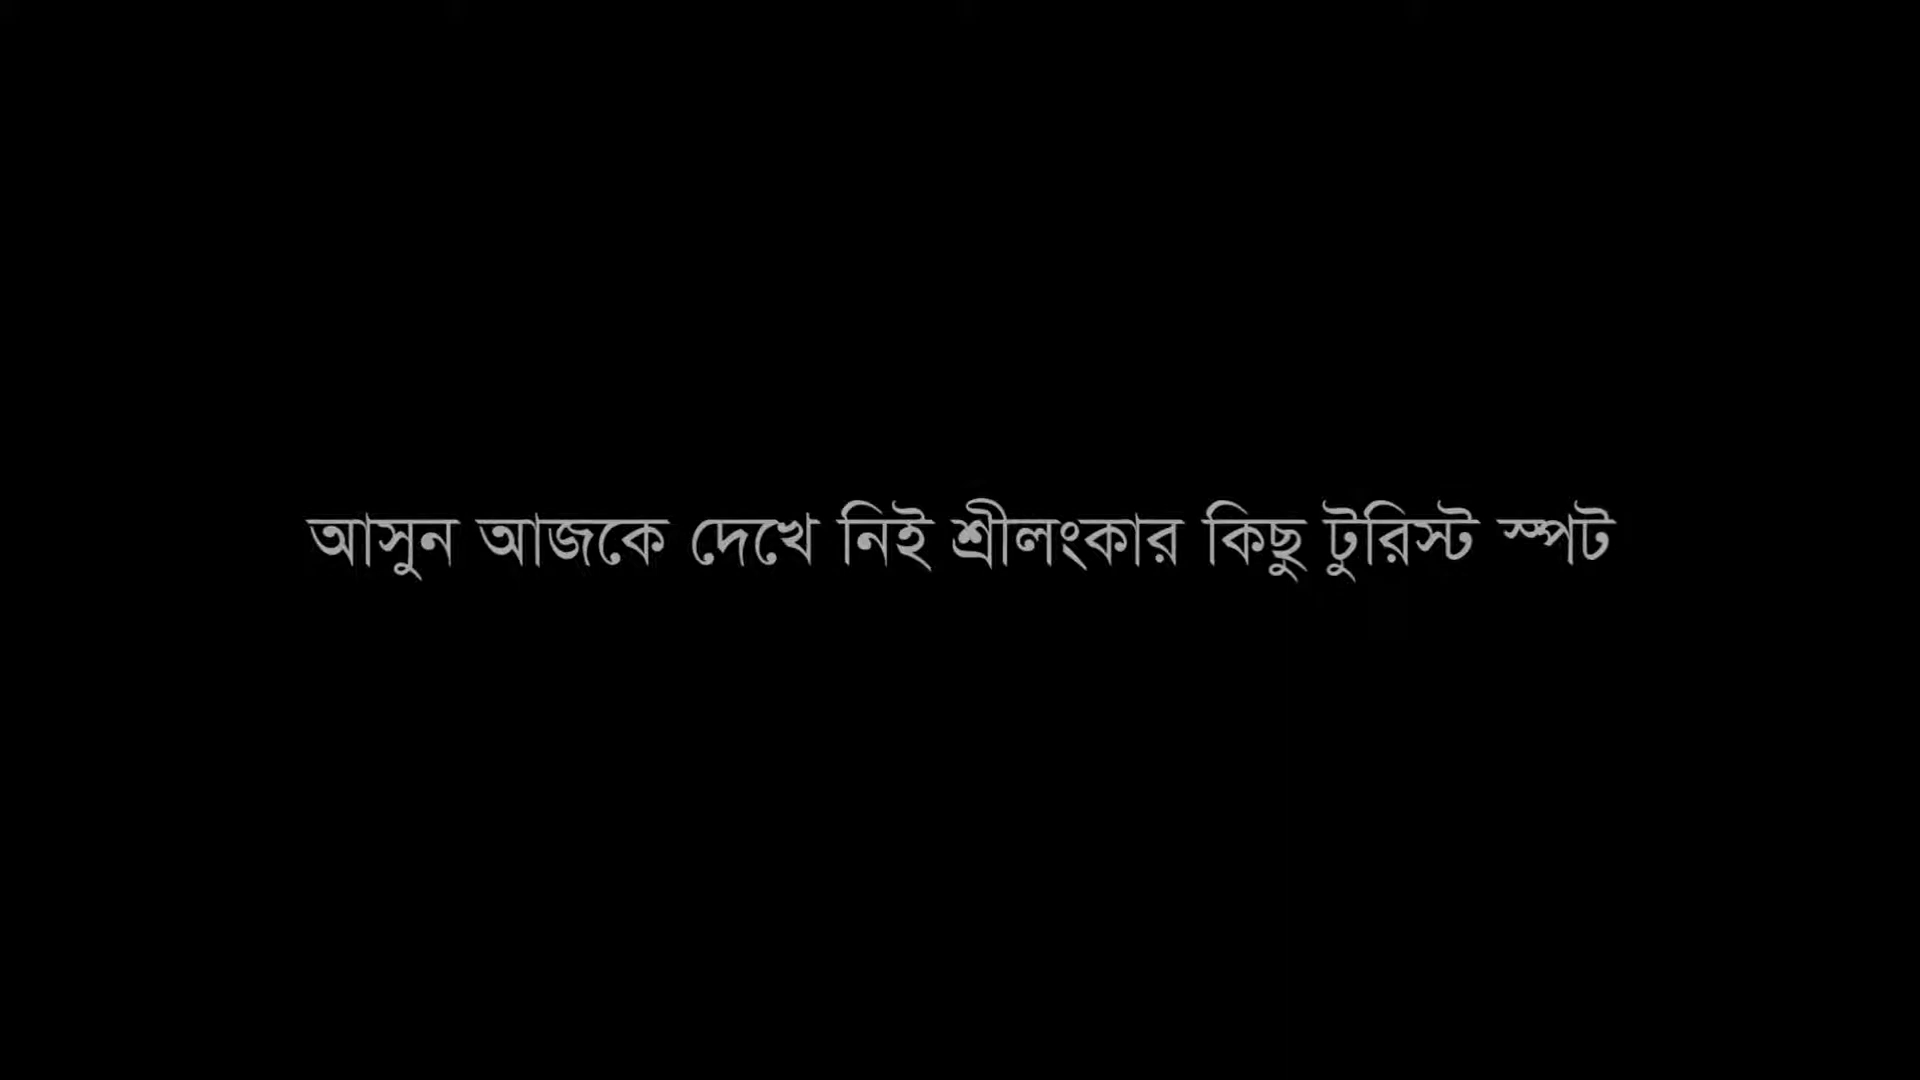 আসুন আজকে দেখে নিই শ্রীলংকার কিছু টুরিস্ট স্পট